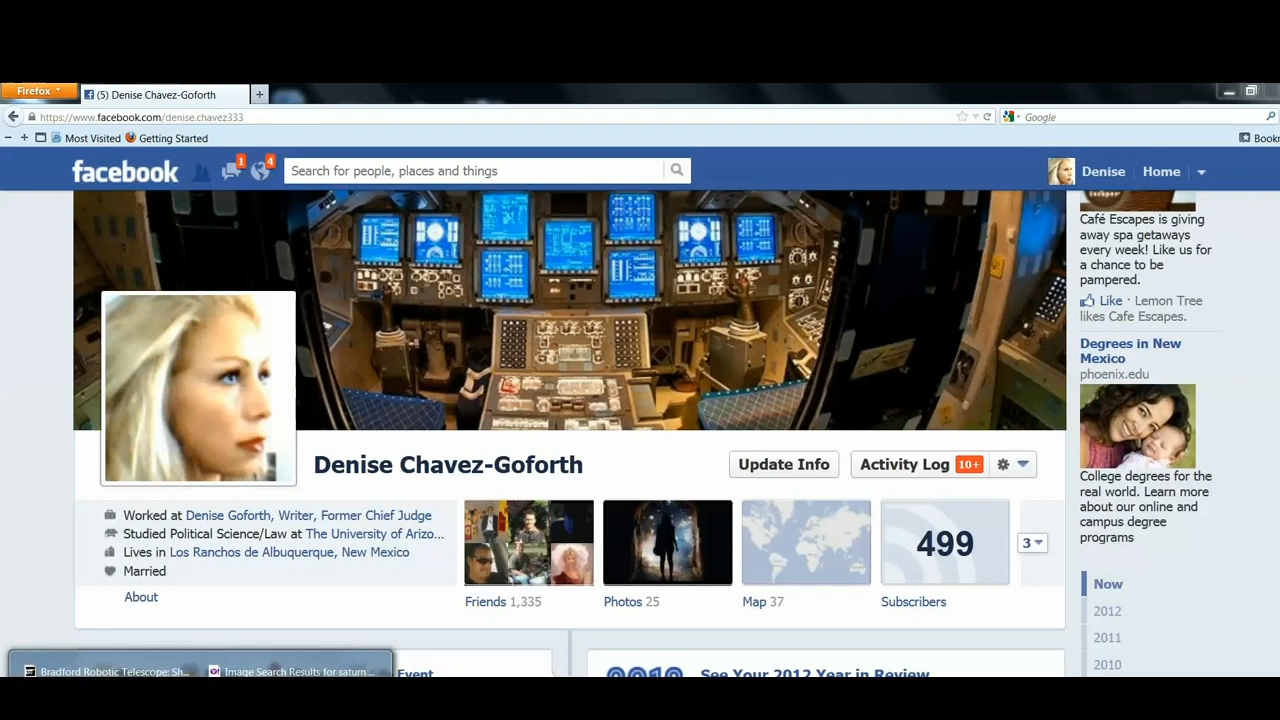 Firefox
(5) Denise Chavez-Goforth
https://www.facebook.com/denise.chavez333
Google
Most Visited
Getting Started
Bookn
facebook
1
4
Search for people, places and things
Denise
Home
Café Escapes is giving
away spa getaways
every week! Like us for
a chance to be
pampered.
Like · Lemon Tree
likes Cafe Escapes.
Degrees in New
Mexico
phoenix.edu
College degrees for the
real world. Learn more
about our online and
campus degree
programs
Denise Chavez-Goforth
Update Info
Activity Log 10+
Worked at Denise Goforth, Writer, Former Chief Judge
Studied Political Science/Law at The University of Arizo...
Lives in Los Ranchos de Albuquerque, New Mexico
Married
About
Friends 1,335
Photos 25
Map 37
499
Subscribers
3
Now
2012
2011
2010
Bradford Robotic Telescope: Sh...
Image Search Results for saturn ...
Event
See Your 2012 Year in Review